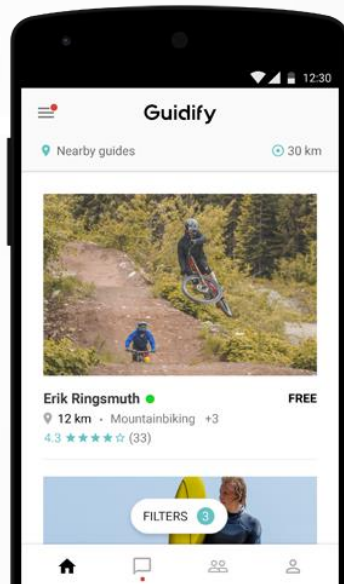 12:30
Guidify
Nearby guides 30 km
Erik Ringsmuth FREE
12 km · Mountainbiking +3
4.3 ★★★★☆ (33)
FILTERS 3